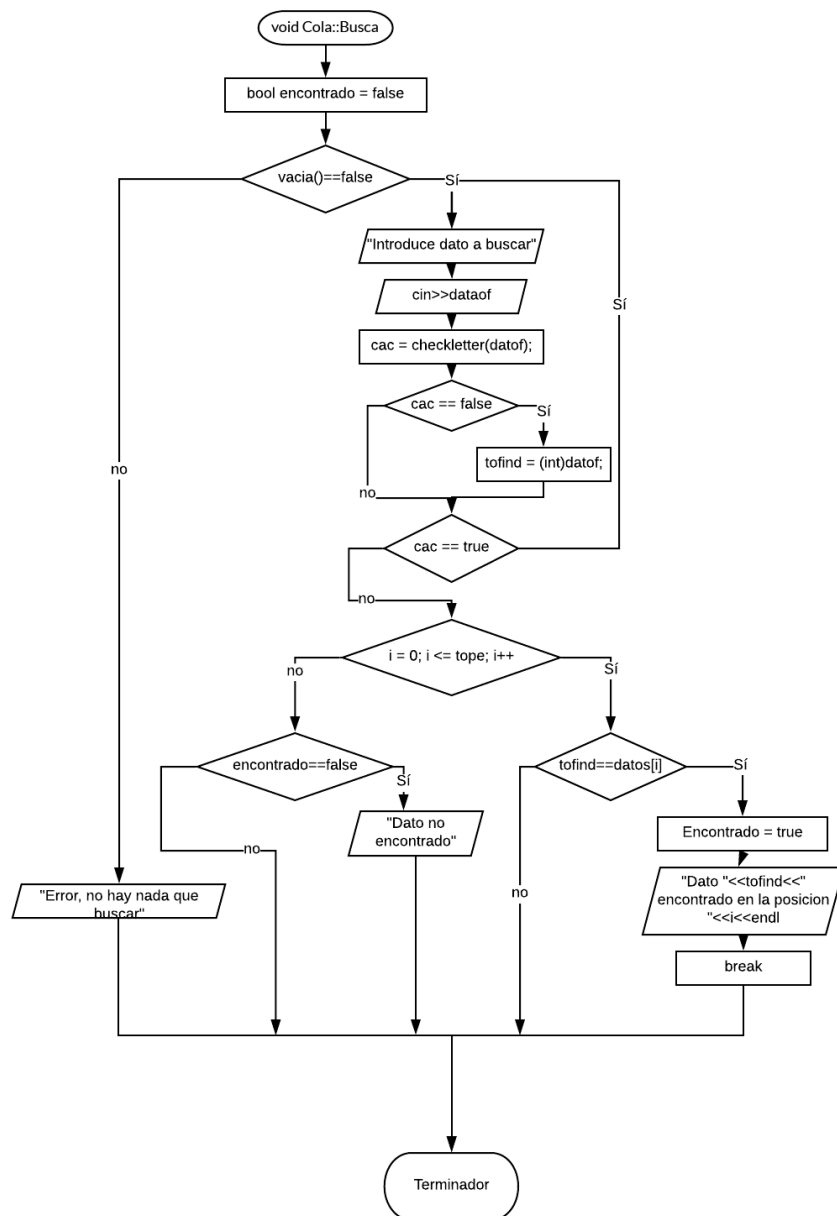 void Cola::Busca
bool encontrado = false
vacia()==false
Sí
"Introduce dato a buscar"
cin>>dataof
Sí
cac = checkletter(datof);
cac == false
Sí
no
tofind = (int)datof;
no
cac == true
no
i = 0; i <= tope; i++
no
Sí
encontrado==false
tofind==datos[i]
Sí
Sí
"Dato no
encontrado"
Encontrado = true
no
"Error, no hay nada que
buscar"
no
"Dato "<<tofind<<"
encontrado en la posicion
"<<i<<endl
break
Terminador